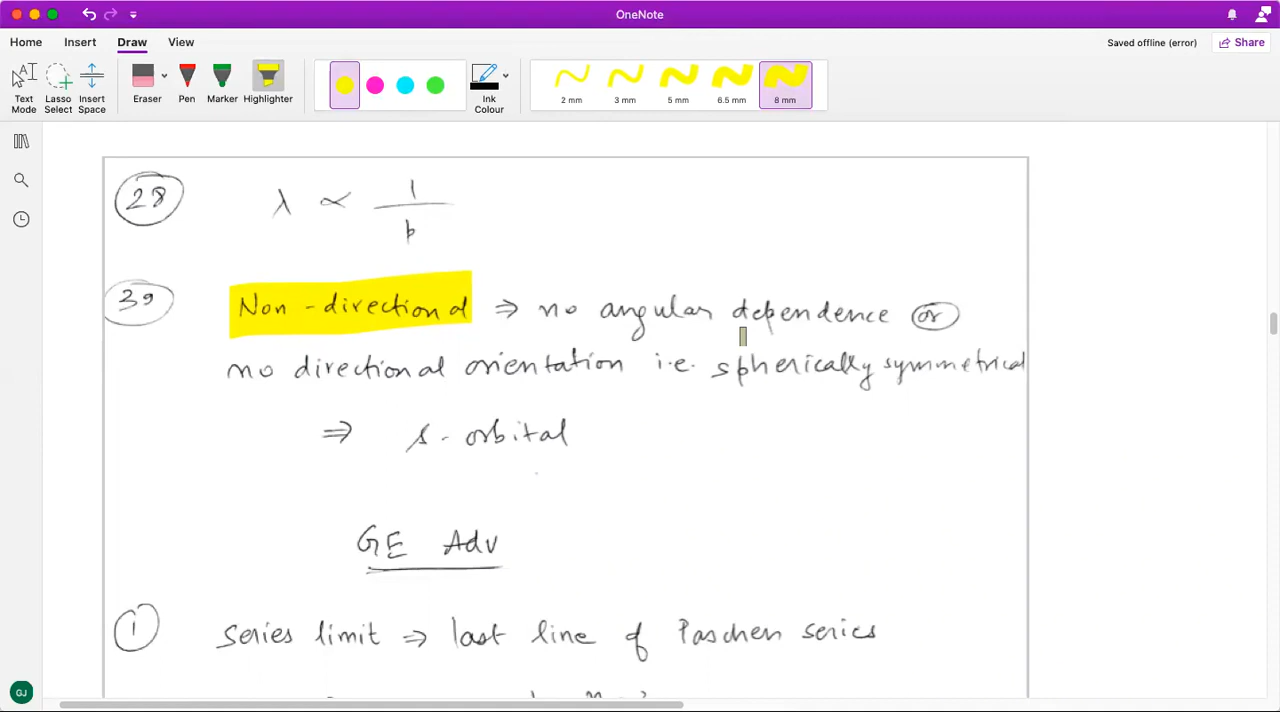 OneNote
Home Insert Draw View
Saved offline (error) Share
Text Mode Lasso Select Insert Space Eraser Pen Marker Highlighter Ink Colour 2 mm 3 mm 5 mm 6.5 mm 8 mm
28 λ ∝ 1/p
39 Non-directional ⇒ no angular dependence or
no directional orientation i.e. spherically symmetrical
⇒ s-orbital
GE Adv
1 series limit ⇒ last line of Paschen series
GJ